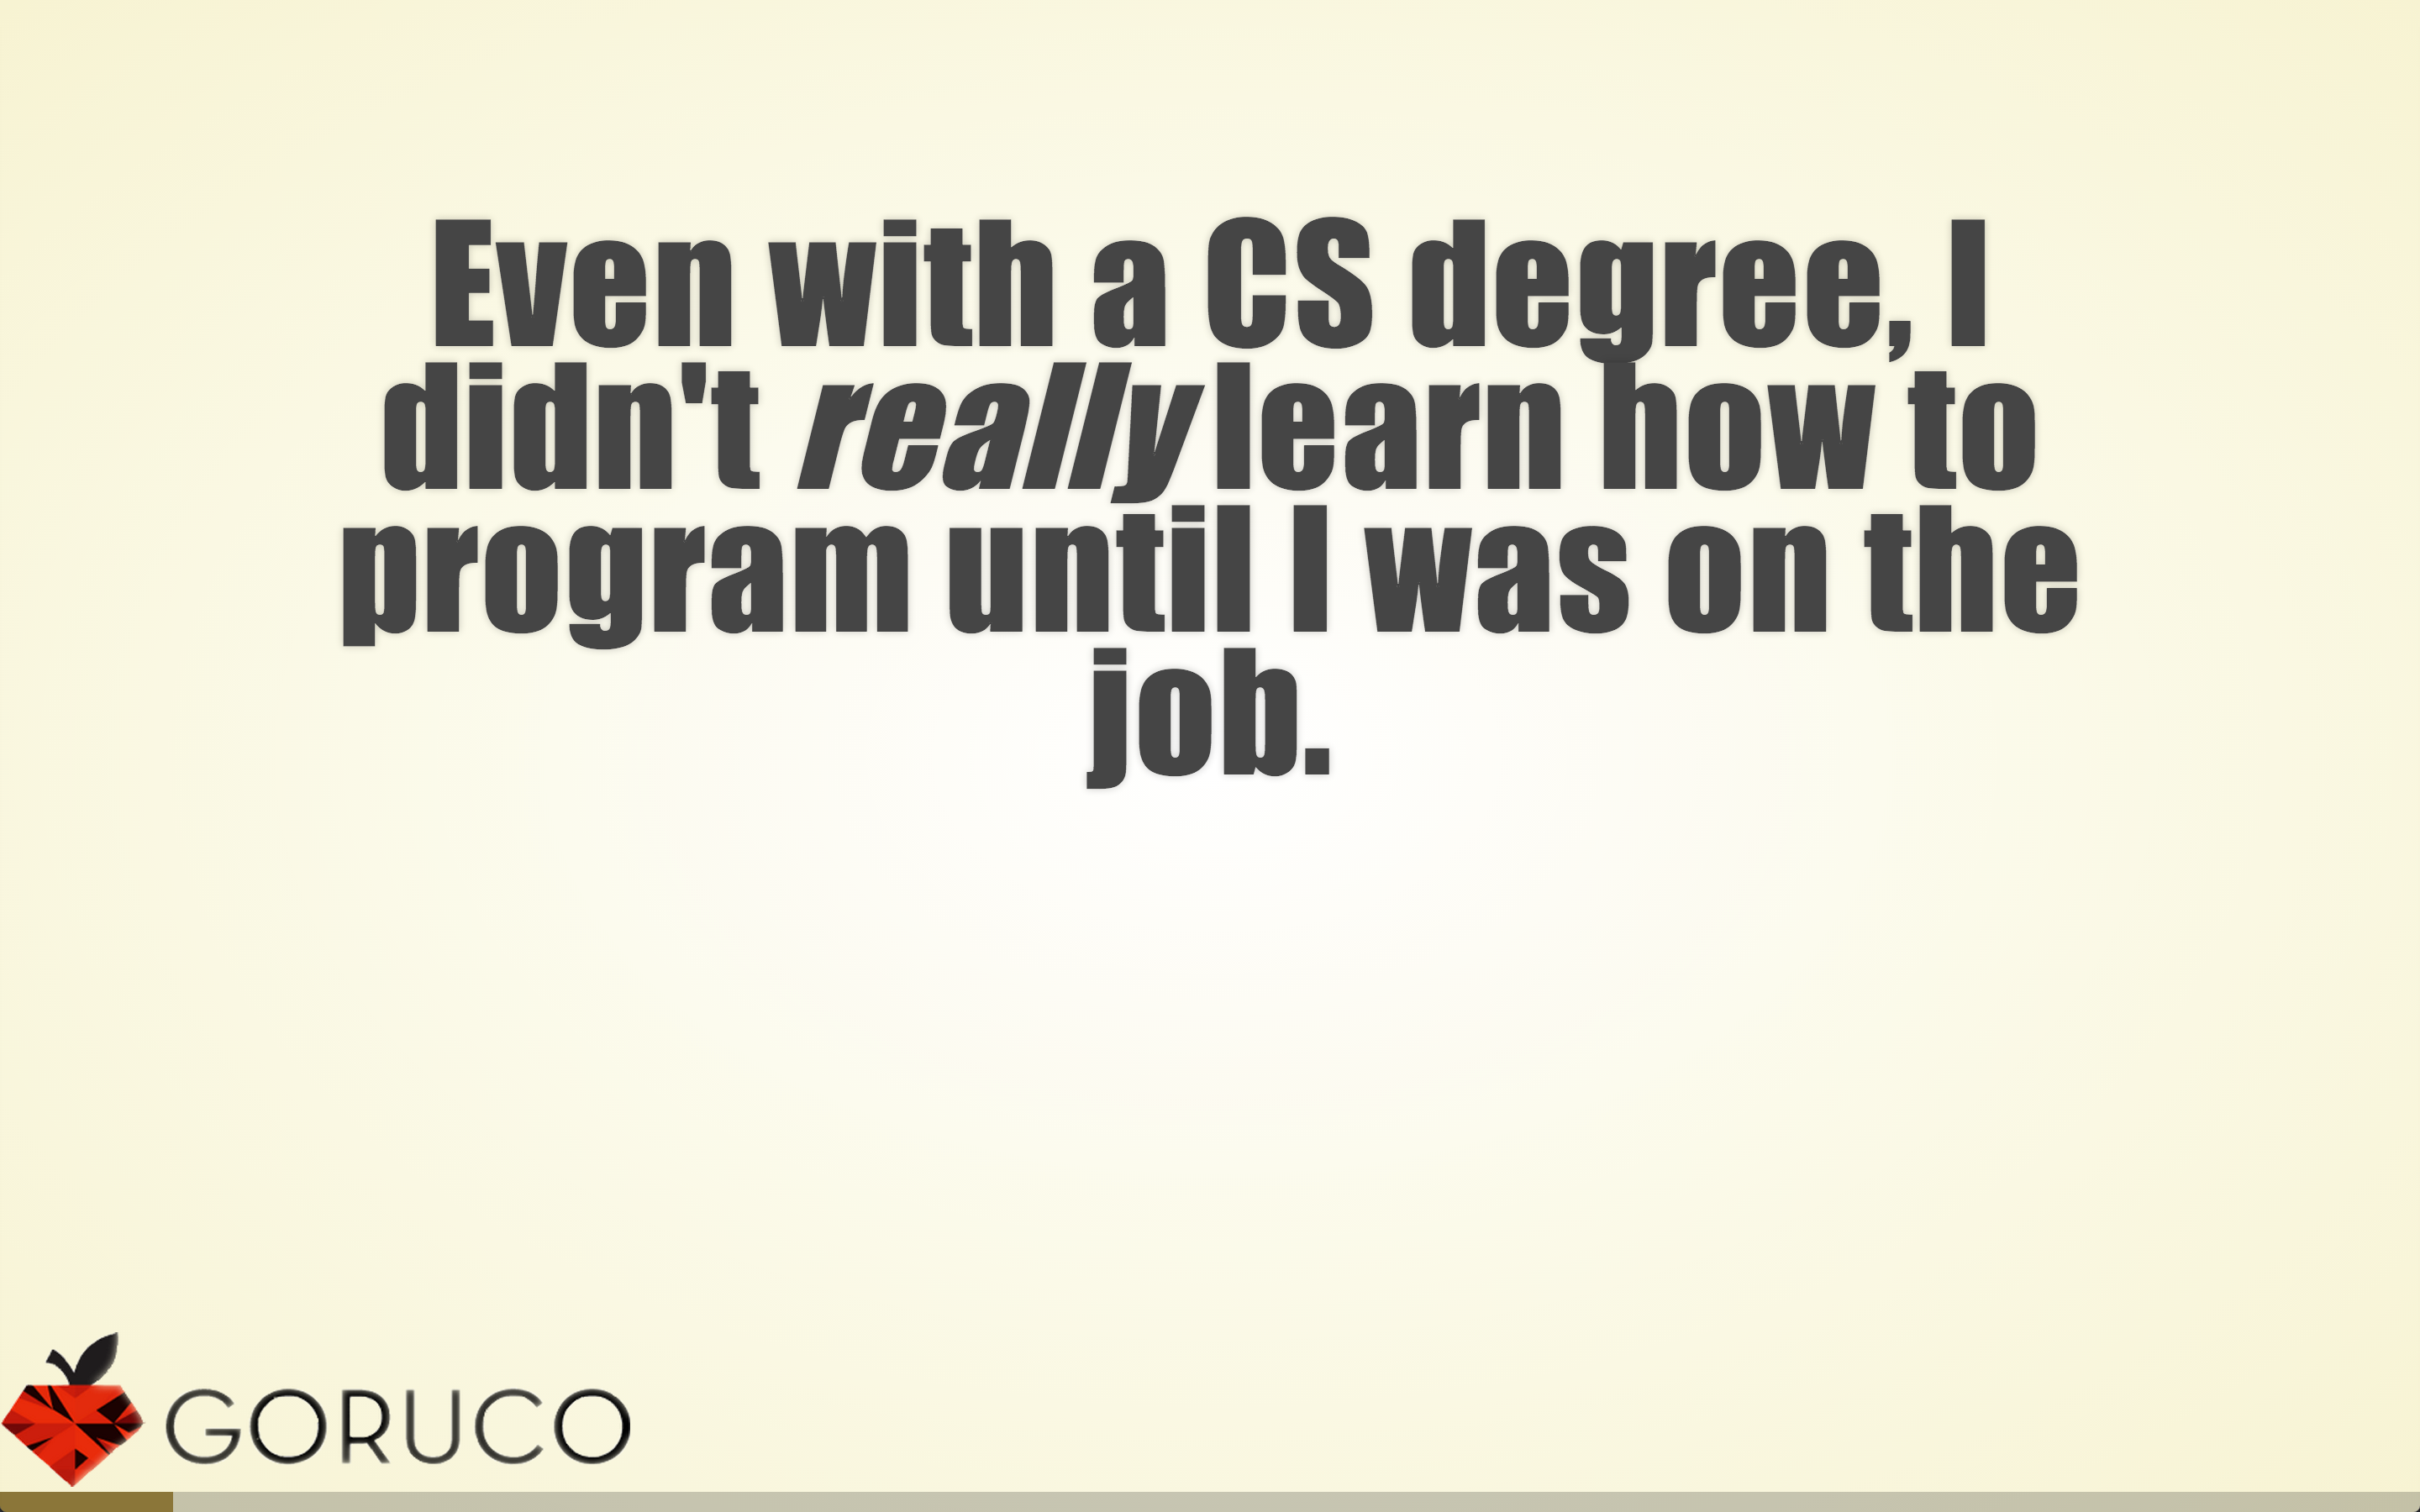 Even with a CS degree, I
didn't really learn how to
program until I was on the
job.
GORUCO